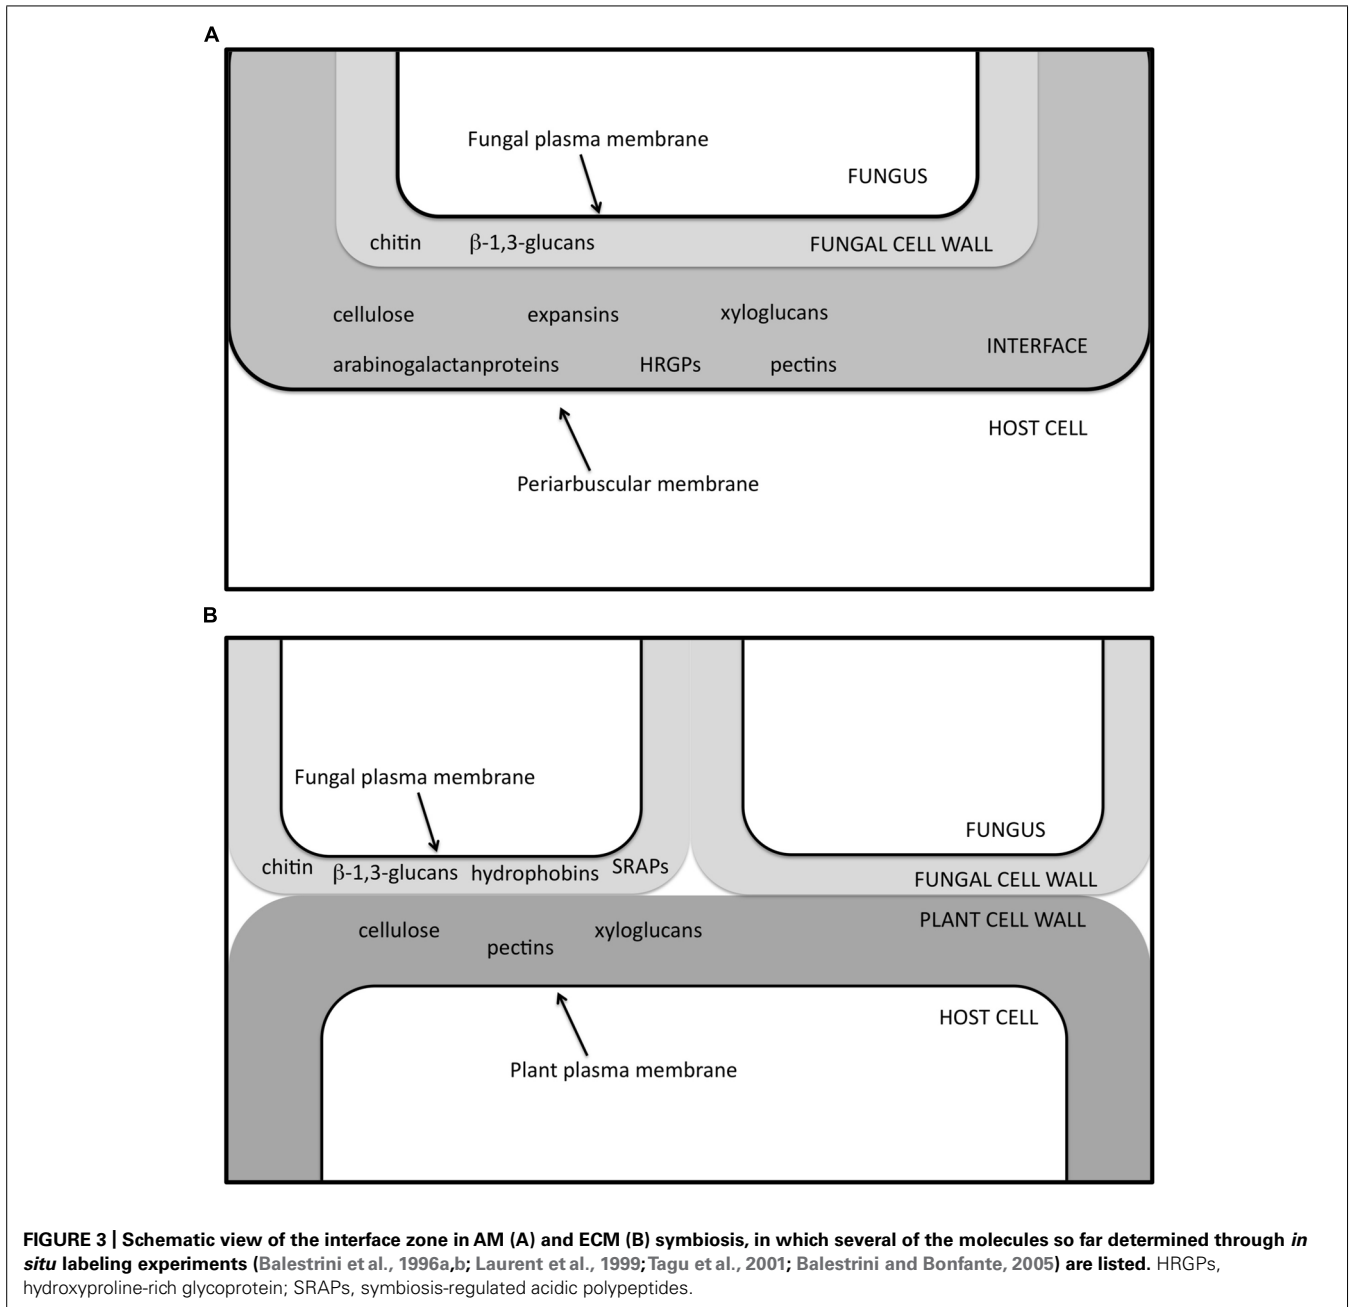 A
Fungal plasma membrane
FUNGUS
chitin β-1,3-glucans FUNGAL CELL WALL
cellulose expansins xyloglucans
INTERFACE
arabinogalactanproteins HRGPs pectins
HOST CELL
Periarbuscular membrane
B
Fungal plasma membrane
FUNGUS
chitin β-1,3-glucans hydrophobins SRAPs
FUNGAL CELL WALL
PLANT CELL WALL
cellulose pectins xyloglucans
HOST CELL
Plant plasma membrane
FIGURE 3 | Schematic view of the interface zone in AM (A) and ECM (B) symbiosis, in which several of the molecules so far determined through in
situ labeling experiments (Balestrini et al., 1996a,b; Laurent et al., 1999; Tagu et al., 2001; Balestrini and Bonfante, 2005) are listed. HRGPs,
hydroxyproline-rich glycoprotein; SRAPs, symbiosis-regulated acidic polypeptides.